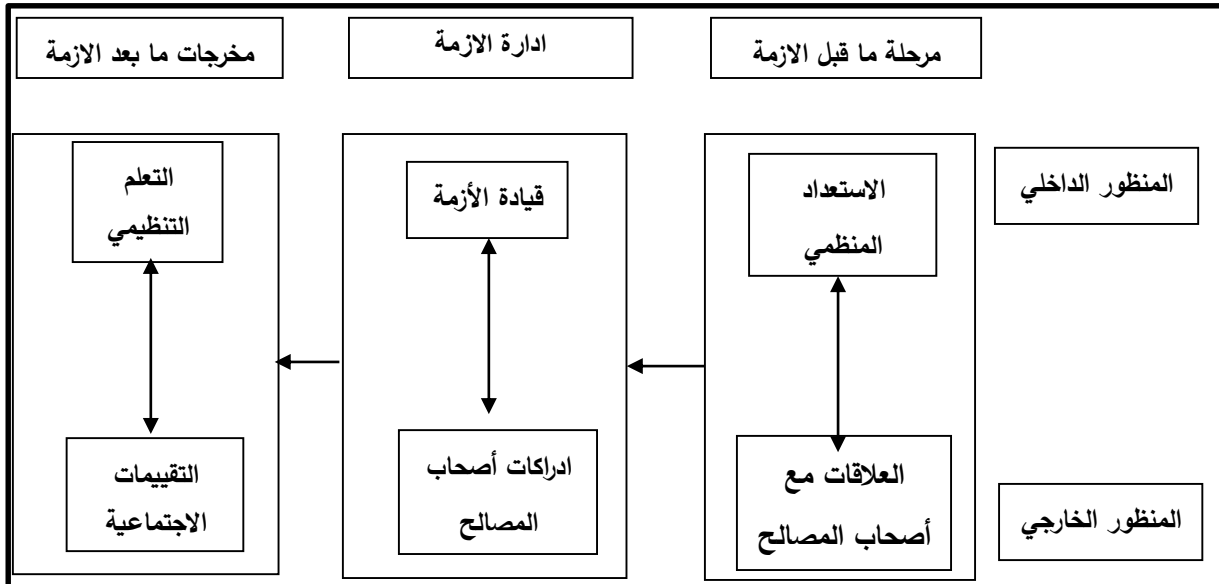 مرحلة ما قبل الازمة
ادارة الازمة
مخرجات ما بعد الازمة
المنظور الداخلي
الاستعداد
المنظمي
قيادة الأزمة
التعلم
التنظيمي
المنظور الخارجي
العلاقات مع
أصحاب المصالح
ادراكات أصحاب
المصالح
التقييمات
الاجتماعية